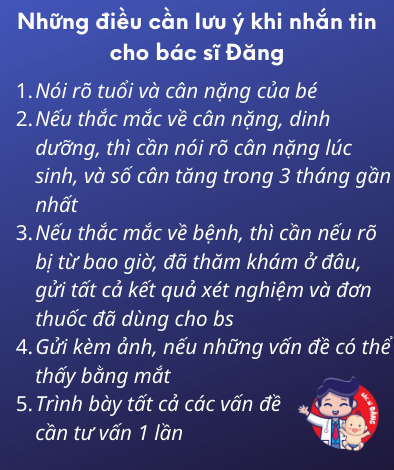 Những điều cần lưu ý khi nhắn tin
cho bác sĩ Đăng
1. Nói rõ tuổi và cân nặng của bé
2. Nếu thắc mắc về cân nặng, dinh
dưỡng, thì cần nói rõ cân nặng lúc
sinh, và số cân tăng trong 3 tháng gần
nhất
3. Nếu thắc mắc về bệnh, thì cần nếu rõ
bị từ bao giờ, đã thăm khám ở đâu,
gửi tất cả kết quả xét nghiệm và đơn
thuốc đã dùng cho bs
4. Gửi kèm ảnh, nếu những vấn đề có thể
thấy bằng mắt
5. Trình bày tất cả các vấn đề
cần tư vấn 1 lần
BÁC SĨ ĐĂNG